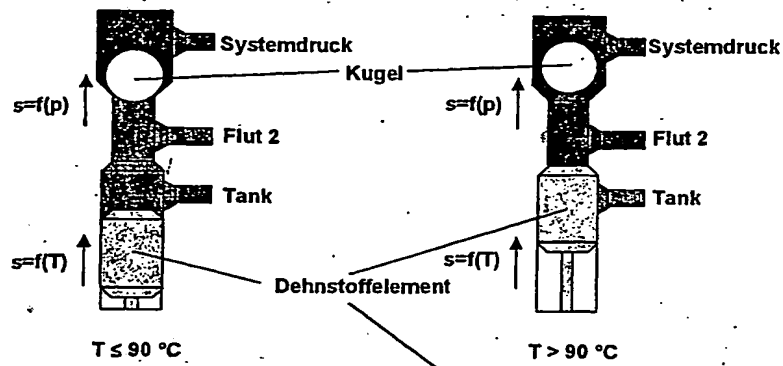 Systemdruck
Kugel
s=f(p)
Flut 2
Tank
s=f(T)
Dehnstoffelement
T ≤ 90 °C
Systemdruck
s=f(p)
Flut 2
Tank
s=f(T)
T > 90 °C